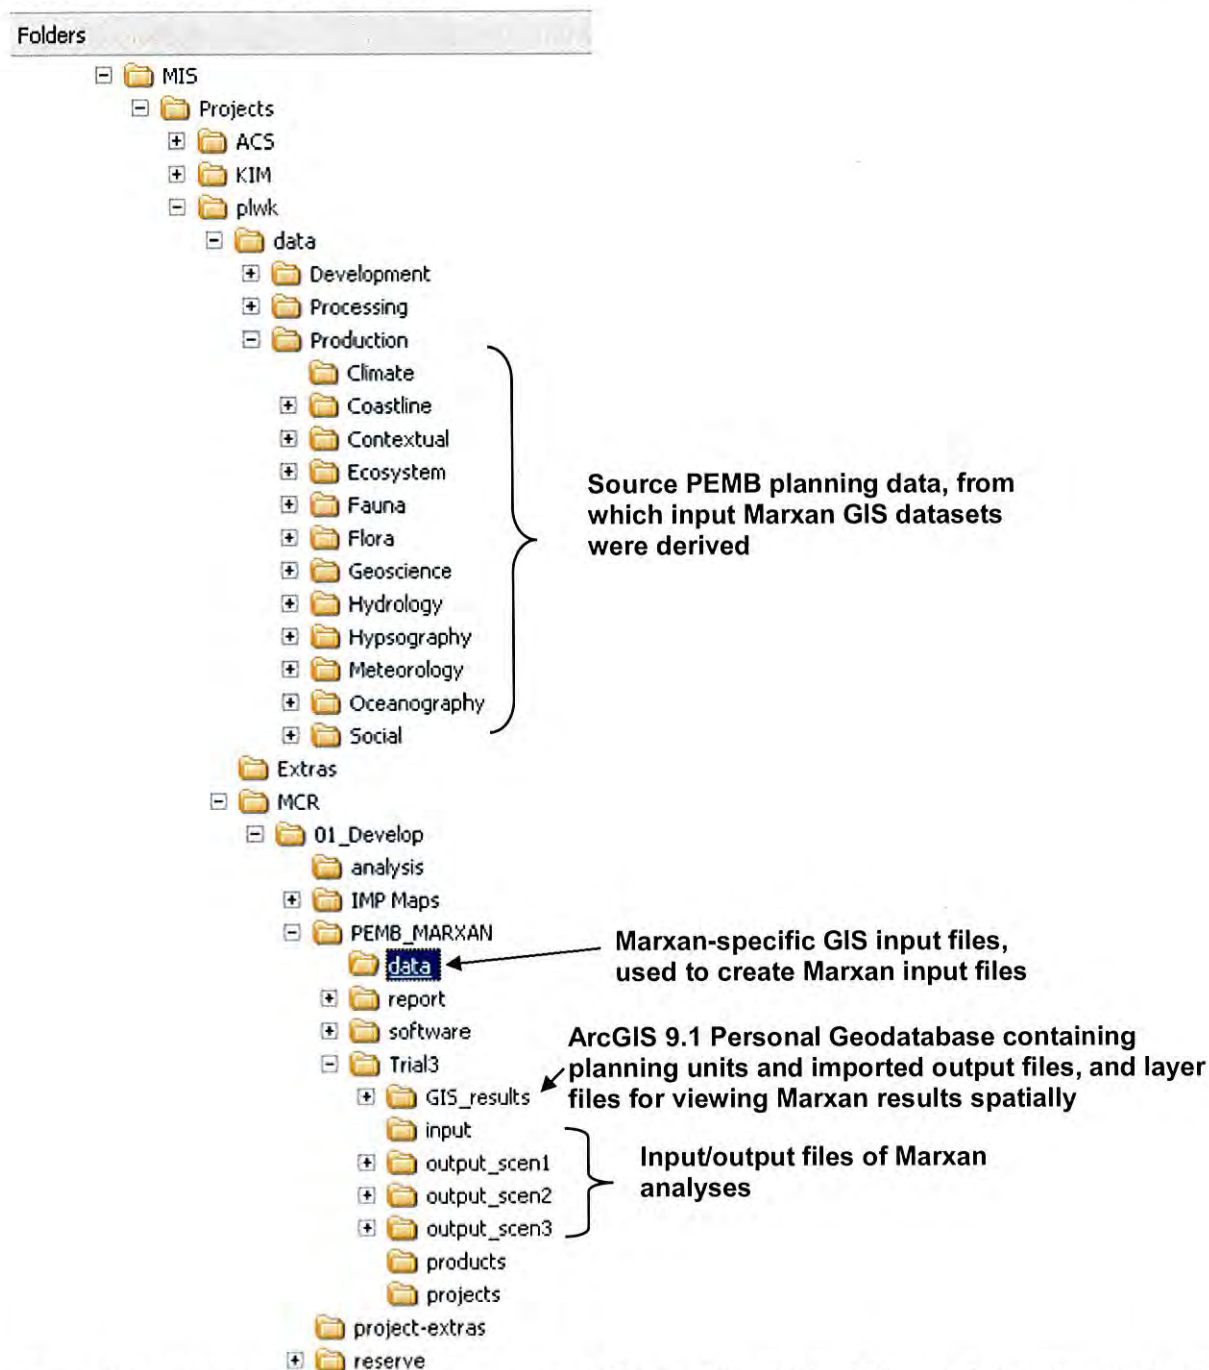 Folders
MIS
Projects
ACS
KIM
plwk
data
Development
Processing
Production
Climate
Coastline
Contextual
Ecosystem
Fauna
Flora
Geoscience
Hydrology
Hypsography
Meteorology
Oceanography
Social
Source PEMB planning data, from
which input Marxan GIS datasets
were derived
Extras
MCR
01_Develop
analysis
IMP Maps
PEMB_MARXAN
data
Marxan-specific GIS input files,
used to create Marxan input files
report
software
Trial3
GIS_results
ArcGIS 9.1 Personal Geodatabase containing
planning units and imported output files, and layer
files for viewing Marxan results spatially
input
output_scen1
output_scen2
output_scen3
Input/output files of Marxan
analyses
products
projects
project-extras
reserve